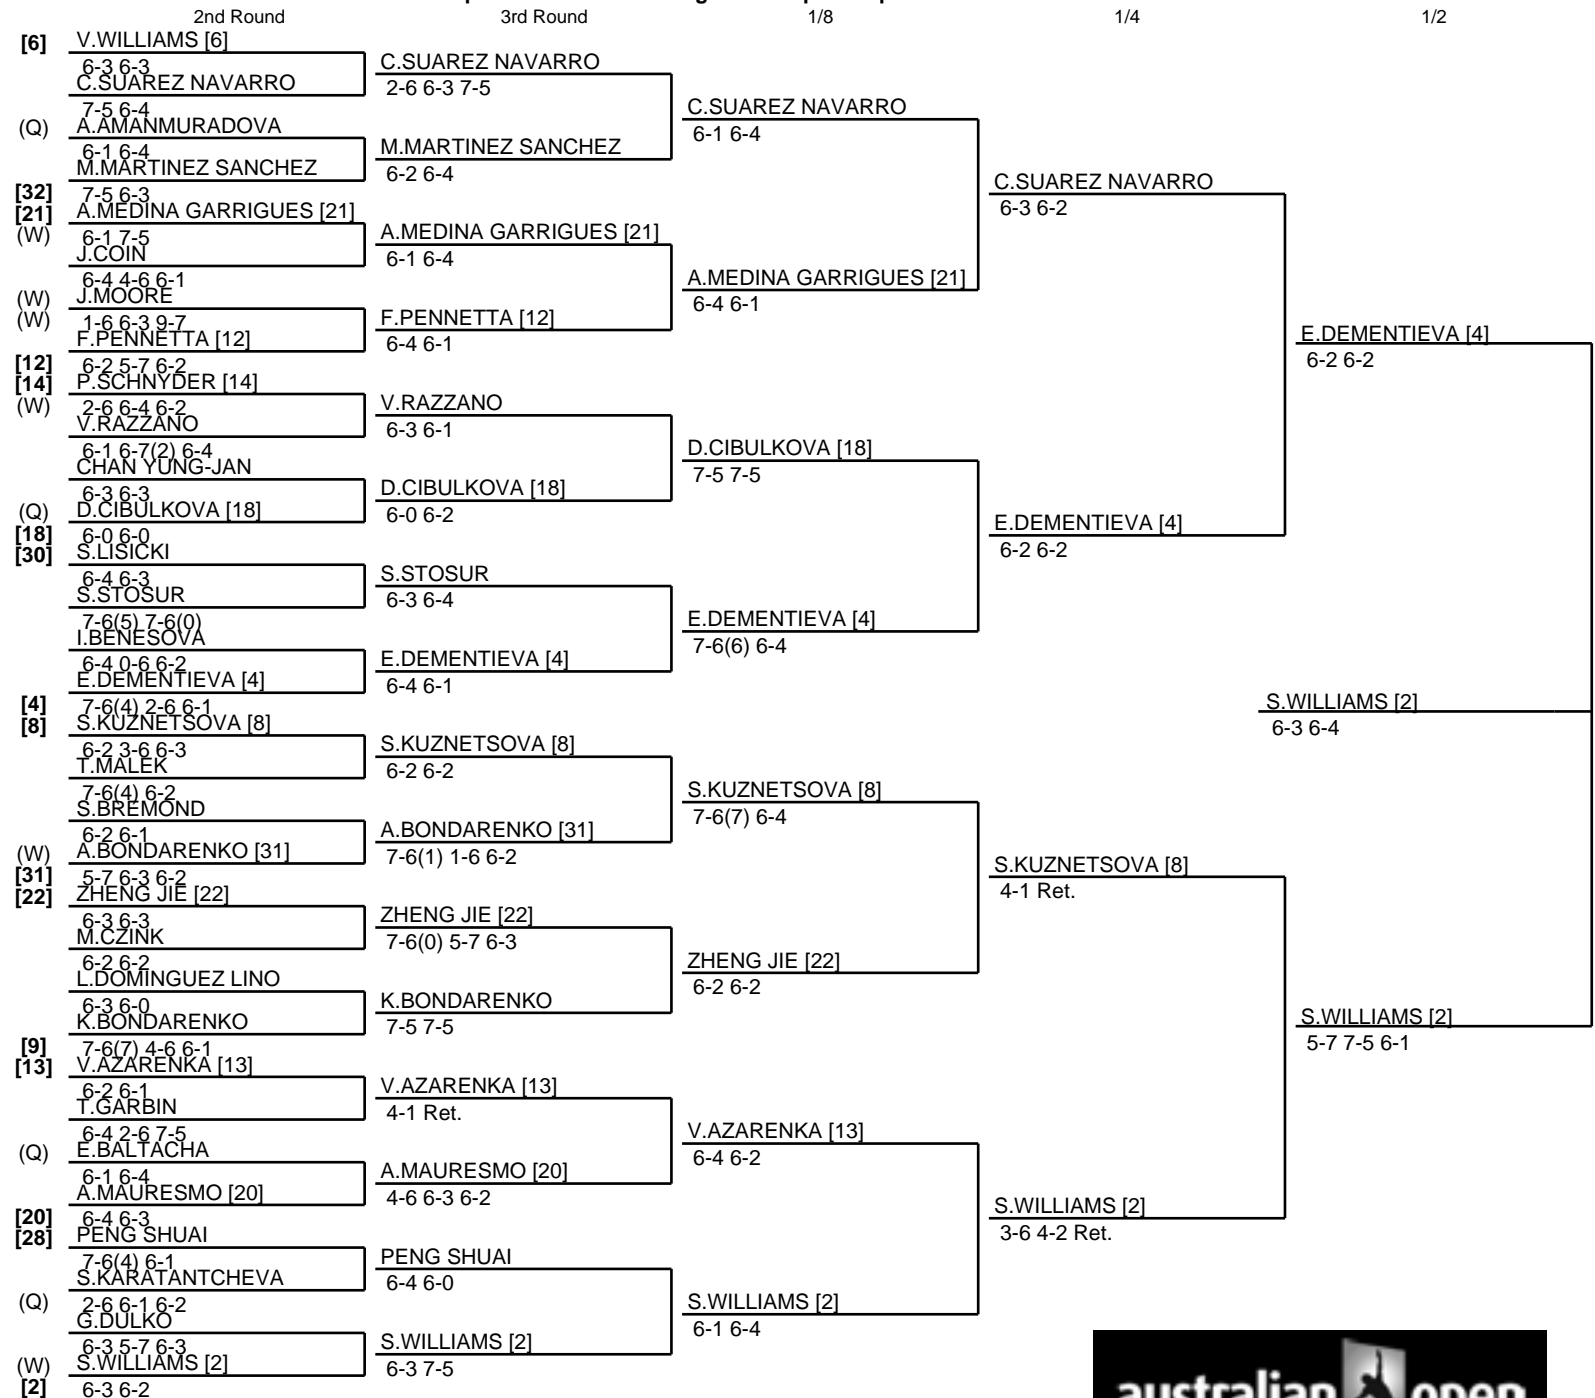 2nd Round 3rd Round 1/8 1/4 1/2
[6] V.WILLIAMS [6]
6-3 6-3 C.SUAREZ NAVARRO
C.SUAREZ NAVARRO 2-6 6-3 7-5
7-5 6-4 C.SUAREZ NAVARRO
(Q) A.AMANMURADOVA 6-1 6-4
6-1 6-4 M.MARTINEZ SANCHEZ
M.MARTINEZ SANCHEZ 6-2 6-4
[32] 7-5 6-3 C.SUAREZ NAVARRO
[21] A.MEDINA GARRIGUES [21] 6-3 6-2
(W) 6-1 7-5 A.MEDINA GARRIGUES [21]
J.COIN 6-1 6-4
6-4 4-6 6-1 A.MEDINA GARRIGUES [21]
(W) J.MOORE 6-4 6-1
(W) 1-6 6-3 9-7 F.PENNETTA [12]
F.PENNETTA [12] 6-4 6-1 E.DEMENTIEVA [4]
[12] 6-2 5-7 6-2 6-2 6-2
[14] P.SCHNYDER [14]
(W) 2-6 6-4 6-2 V.RAZZANO
V.RAZZANO 6-3 6-1
6-1 6-7(2) 6-4 D.CIBULKOVA [18]
CHAN YUNG-JAN 7-5 7-5
6-3 6-3 D.CIBULKOVA [18]
(Q) D.CIBULKOVA [18] 6-0 6-2
[18] 6-0 6-0 E.DEMENTIEVA [4]
[30] S.LISICKI 6-2 6-2
6-4 6-3 S.STOSUR
S.STOSUR 6-3 6-4
7-6(5) 7-6(0) E.DEMENTIEVA [4]
I.BENESOVA 7-6(6) 6-4
6-4 0-6 6-2 E.DEMENTIEVA [4]
E.DEMENTIEVA [4] 6-4 6-1
[4] 7-6(4) 2-6 6-1 S.WILLIAMS [2]
[8] S.KUZNETSOVA [8] 6-3 6-4
6-2 3-6 6-3 S.KUZNETSOVA [8]
T.MALEK 6-2 6-2
7-6(4) 6-2 S.KUZNETSOVA [8]
S.BREMOND 7-6(7) 6-4
6-2 6-1 A.BONDARENKO [31]
(W) A.BONDARENKO [31] 7-6(1) 1-6 6-2
[31] 5-7 6-3 6-2 S.KUZNETSOVA [8]
[22] ZHENG JIE [22] 4-1 Ret.
6-3 6-3 ZHENG JIE [22]
M.CZINK 7-6(0) 5-7 6-3
6-2 6-2 ZHENG JIE [22]
L.DOMINGUEZ LINO 6-2 6-2
6-3 6-0 K.BONDARENKO
K.BONDARENKO 7-5 7-5 S.WILLIAMS [2]
[9] 7-6(7) 4-6 6-1 5-7 7-5 6-1
[13] V.AZARENKA [13]
6-2 6-1 V.AZARENKA [13]
T.GARBIN 4-1 Ret.
6-4 2-6 7-5 V.AZARENKA [13]
(Q) E.BALTACHA 6-4 6-2
6-1 6-4 A.MAURESMO [20]
A.MAURESMO [20] 4-6 6-3 6-2
[20] 6-4 6-3 S.WILLIAMS [2]
[28] PENG SHUAI 3-6 4-2 Ret.
7-6(4) 6-1 PENG SHUAI
S.KARATANTCHEVA 6-4 6-0
(Q) 2-6 6-1 6-2 S.WILLIAMS [2]
G.DULKO 6-1 6-4
6-3 5-7 6-3 S.WILLIAMS [2]
(W) S.WILLIAMS [2] 6-3 7-5
[2] 6-3 6-2
australian open